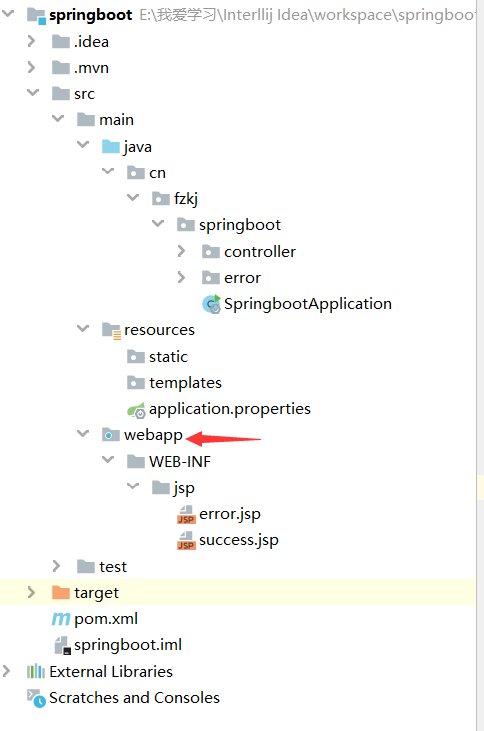 springboot E:\我爱学习\Interllij Idea\workspace\springboot
.idea
.mvn
src
main
java
cn
fzkj
springboot
controller
error
SpringbootApplication
resources
static
templates
application.properties
webapp
WEB-INF
jsp
error.jsp
success.jsp
test
target
pom.xml
springboot.iml
External Libraries
Scratches and Consoles